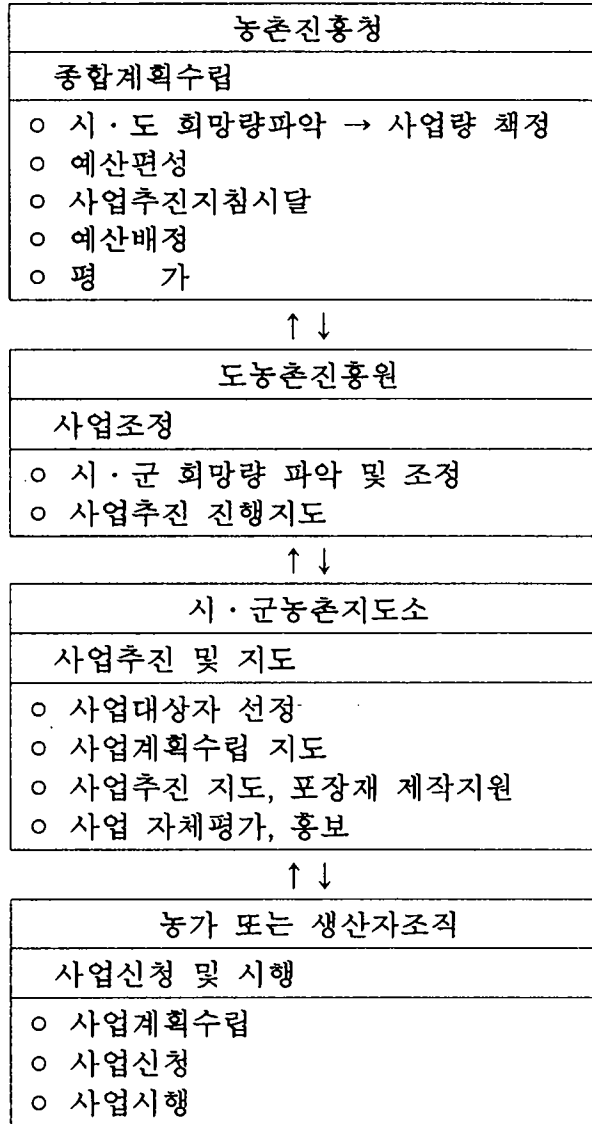 농촌진흥청
종합계획수립
ㅇ 시·도 희망량파악 → 사업량 책정
ㅇ 예산편성
ㅇ 사업추진지침시달
ㅇ 예산배정
ㅇ 평 가
↑ ↓
도농촌진흥원
사업조정
ㅇ 시·군 희망량 파악 및 조정
ㅇ 사업추진 진행지도
↑ ↓
시·군농촌지도소
사업추진 및 지도
ㅇ 사업대상자 선정
ㅇ 사업계획수립 지도
ㅇ 사업추진 지도, 포장재 제작지원
ㅇ 사업 자체평가, 홍보
↑ ↓
농가 또는 생산자조직
사업신청 및 시행
ㅇ 사업계획수립
ㅇ 사업신청
ㅇ 사업시행